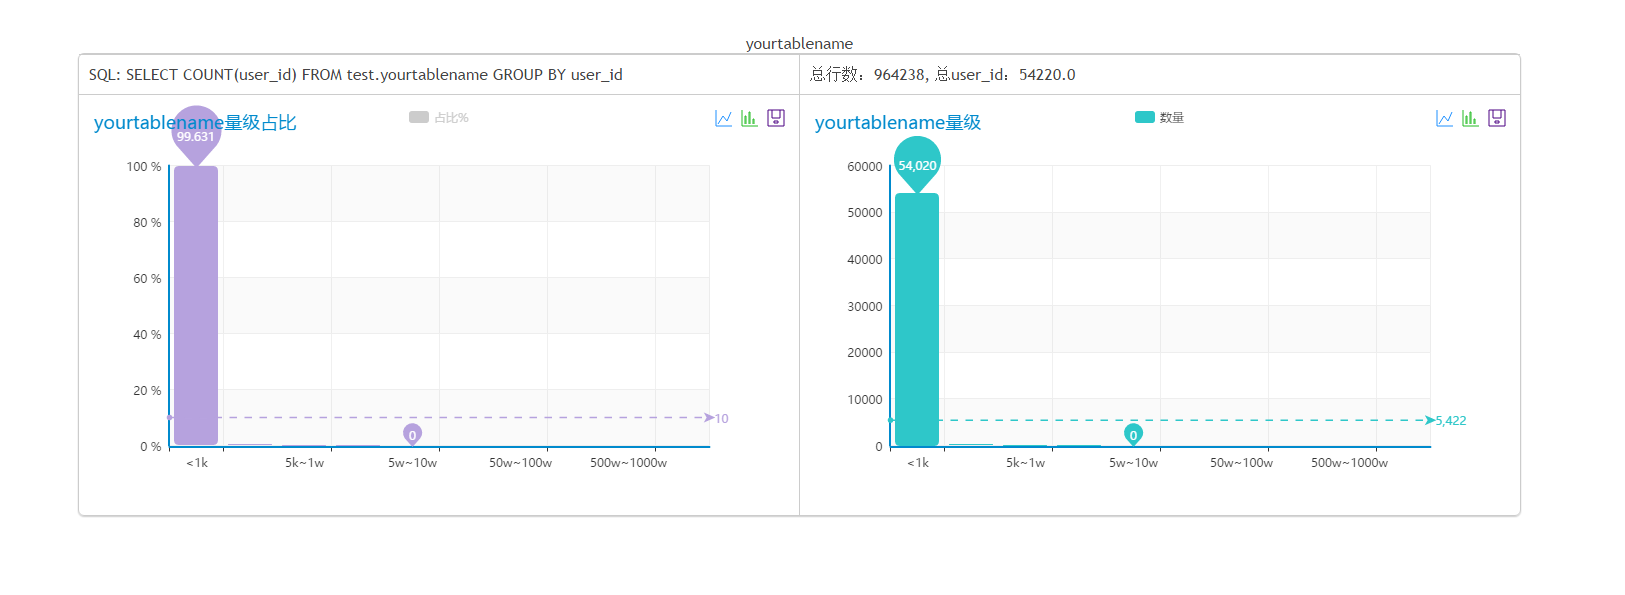 yourtablename
SQL: SELECT COUNT(user_id) FROM test.yourtablename GROUP BY user_id
总行数：964238, 总user_id：54220.0
yourtablename量级占比
占比%
99.631
100 %
80 %
60 %
40 %
20 %
0 %
10
0
<1k
5k~1w
5w~10w
50w~100w
500w~1000w
yourtablename量级
数量
54,020
60000
50000
40000
30000
20000
10000
0
5,422
0
<1k
5k~1w
5w~10w
50w~100w
500w~1000w